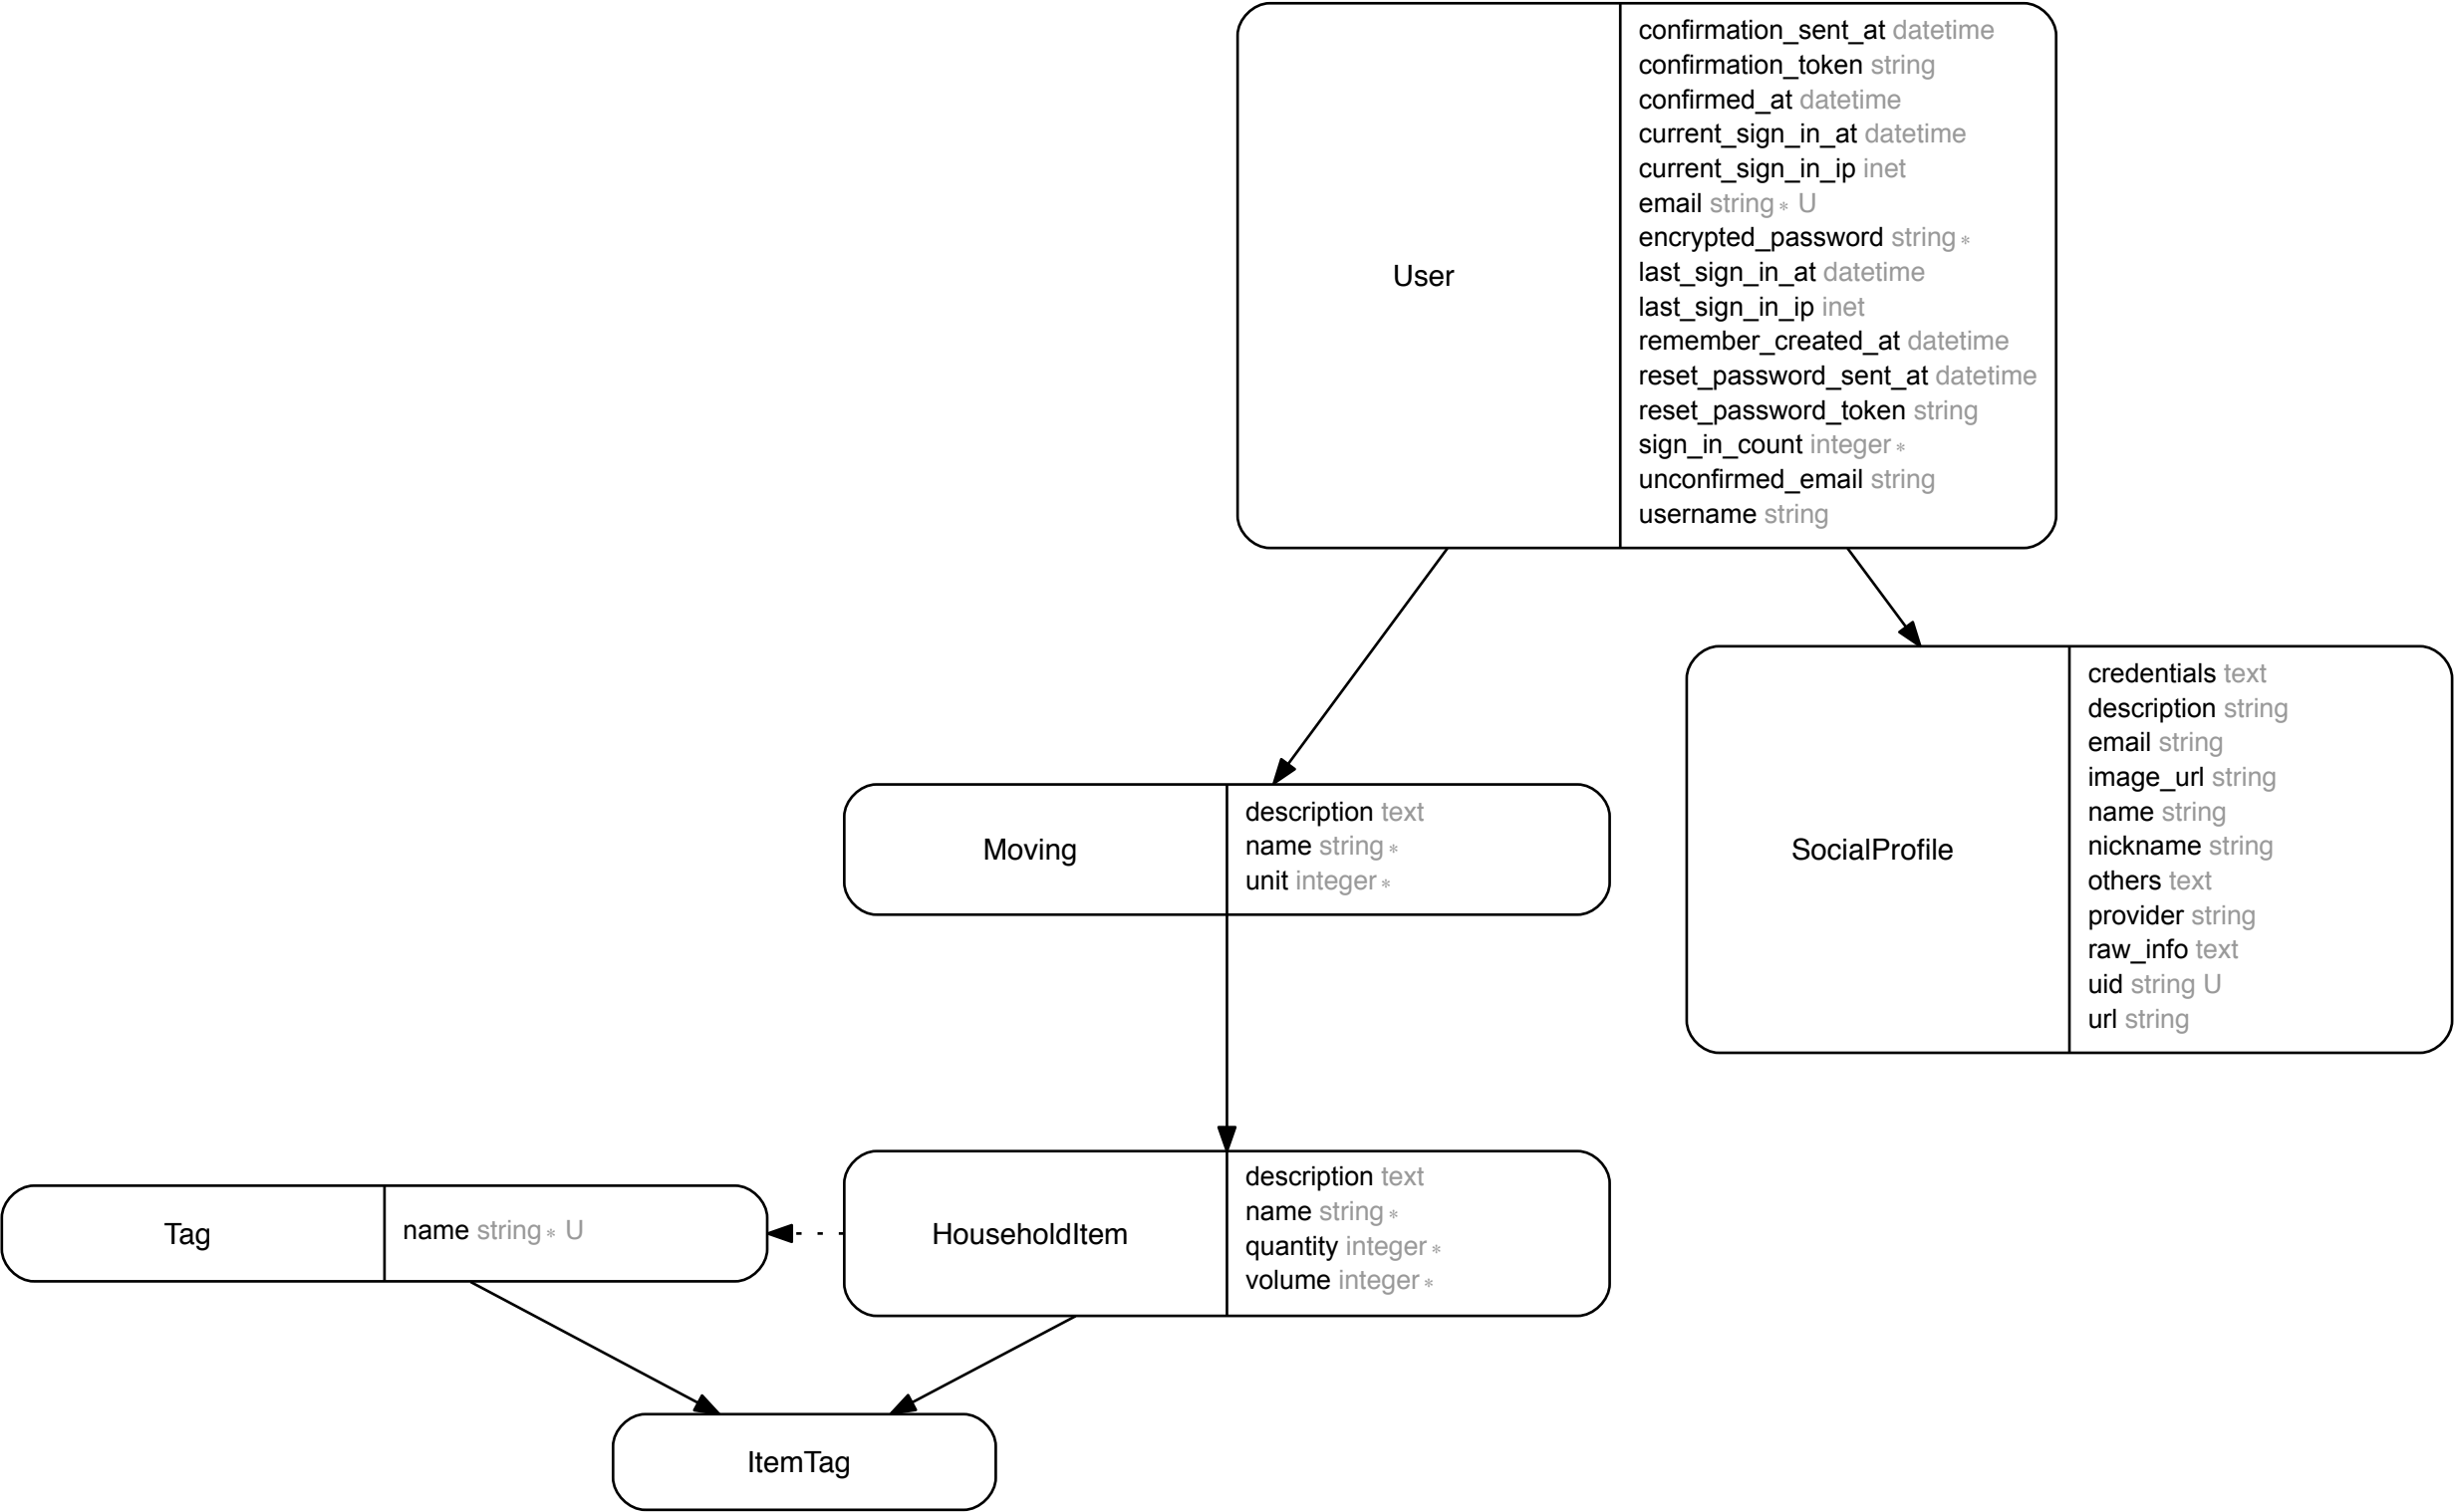 User
confirmation_sent_at datetime
confirmation_token string
confirmed_at datetime
current_sign_in_at datetime
current_sign_in_ip inet
email string∗ U
encrypted_password string∗
last_sign_in_at datetime
last_sign_in_ip inet
remember_created_at datetime
reset_password_sent_at datetime
reset_password_token string
sign_in_count integer∗
unconfirmed_email string
username string
Moving
description text
name string∗
unit integer∗
SocialProfile
credentials text
description string
email string
image_url string
name string
nickname string
others text
provider string
raw_info text
uid string U
url string
Tag
name string∗ U
HouseholdItem
description text
name string∗
quantity integer∗
volume integer∗
ItemTag